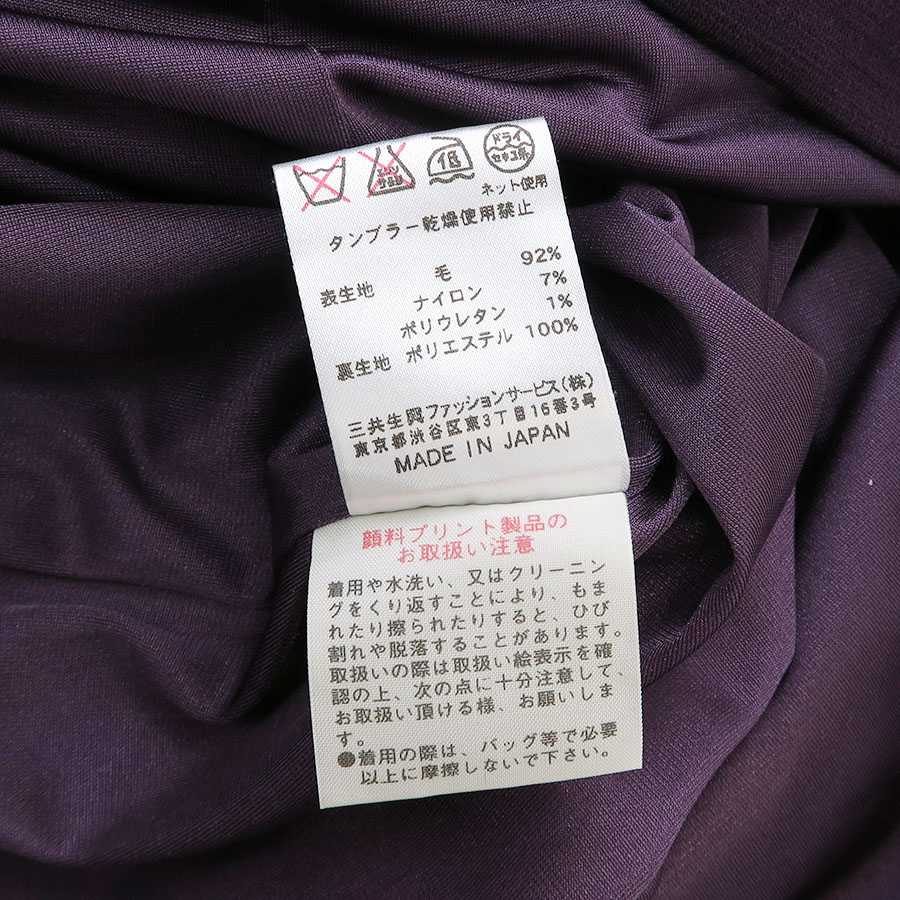 エンソ サラシ
低
ドライ
セキユ系
ネット使用
タンブラー乾燥使用禁止
表生地 毛 92%
ナイロン 7%
ポリウレタン 1%
裏生地 ポリエステル 100%
三共生興ファッションサービス(株)
東京都渋谷区東3丁目16番3号
MADE IN JAPAN
顔料プリント製品の
お取扱い注意
着用や水洗い、又はクリーニン
グをくり返すことにより、もま
れたり擦られたりすると、ひび
割れや脱落することがあります。
取扱いの際は取扱い絵表示を確
認の上、次の点に十分注意して、
お取扱い頂ける様、お願いしま
す。
●着用の際は、バッグ等で必要
以上に摩擦しないで下さい。